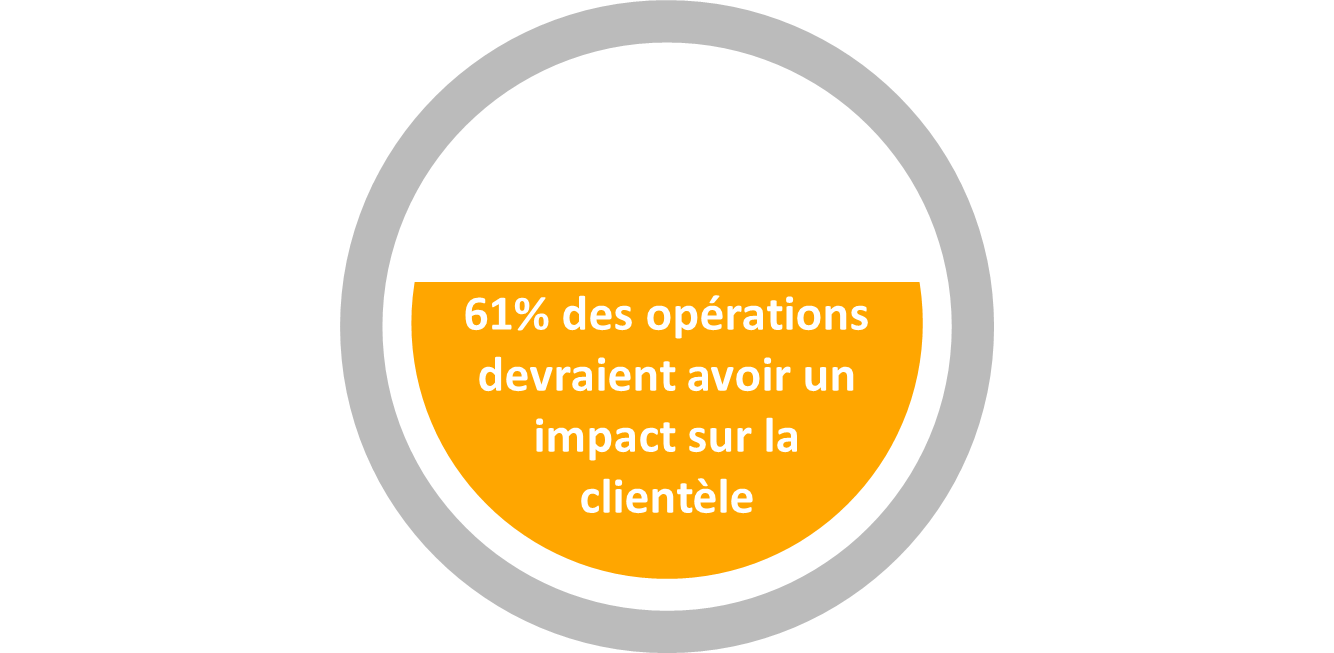 61% des opérations
devraient avoir un
impact sur la
clientèle